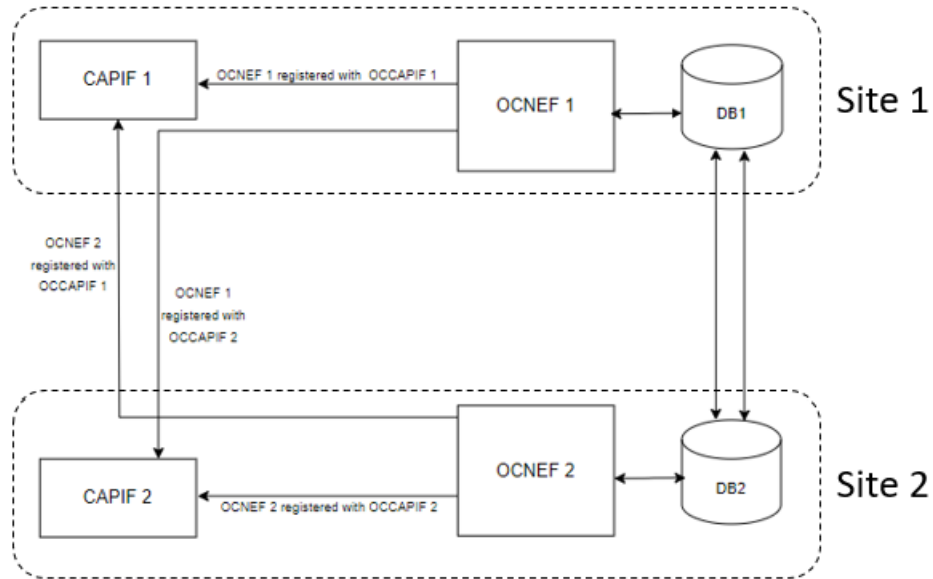 CAPIF 1
OCNEF 1 registered with OCCAPIF 1
OCNEF 1
DB1
Site 1
OCNEF 2
registered with
OCCAPIF 1
OCNEF 1
registered with
OCCAPIF 2
CAPIF 2
OCNEF 2 registered with OCCAPIF 2
OCNEF 2
DB2
Site 2